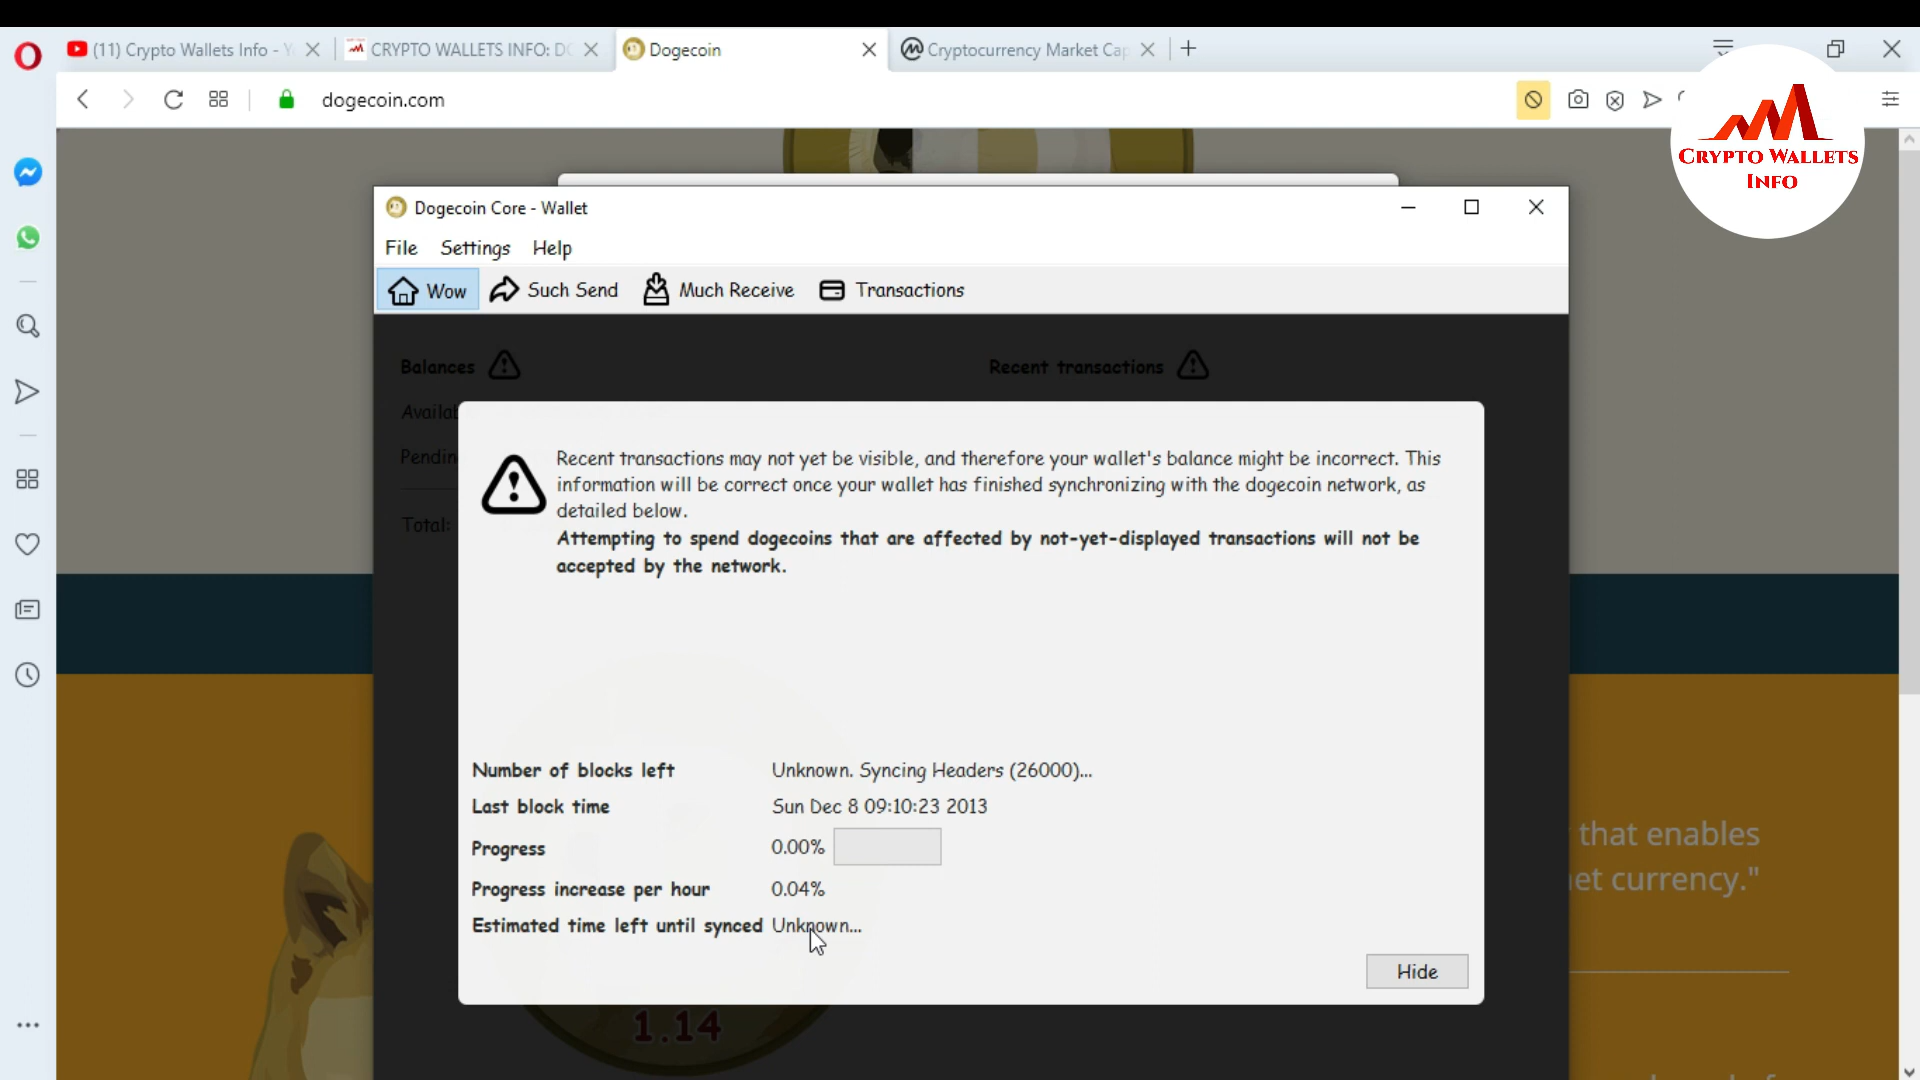 (11) Crypto Wallets Info - Y
CRYPTO WALLETS INFO: DO
Dogecoin
Cryptocurrency Market Cap
dogecoin.com
CRYPTO WALLETS
INFO
Dogecoin Core - Wallet
File Settings Help
Wow Such Send Much Receive Transactions
Balances
Recent transactions
Availab
Pendin
Total:
Recent transactions may not yet be visible, and therefore your wallet's balance might be incorrect. This
information will be correct once your wallet has finished synchronizing with the dogecoin network, as
detailed below.
Attempting to spend dogecoins that are affected by not-yet-displayed transactions will not be
accepted by the network.
Number of blocks left Unknown. Syncing Headers (26000)...
Last block time Sun Dec 8 09:10:23 2013
Progress 0.00%
Progress increase per hour 0.04%
Estimated time left until synced Unknown...
Hide
1.14
that enables
et currency."